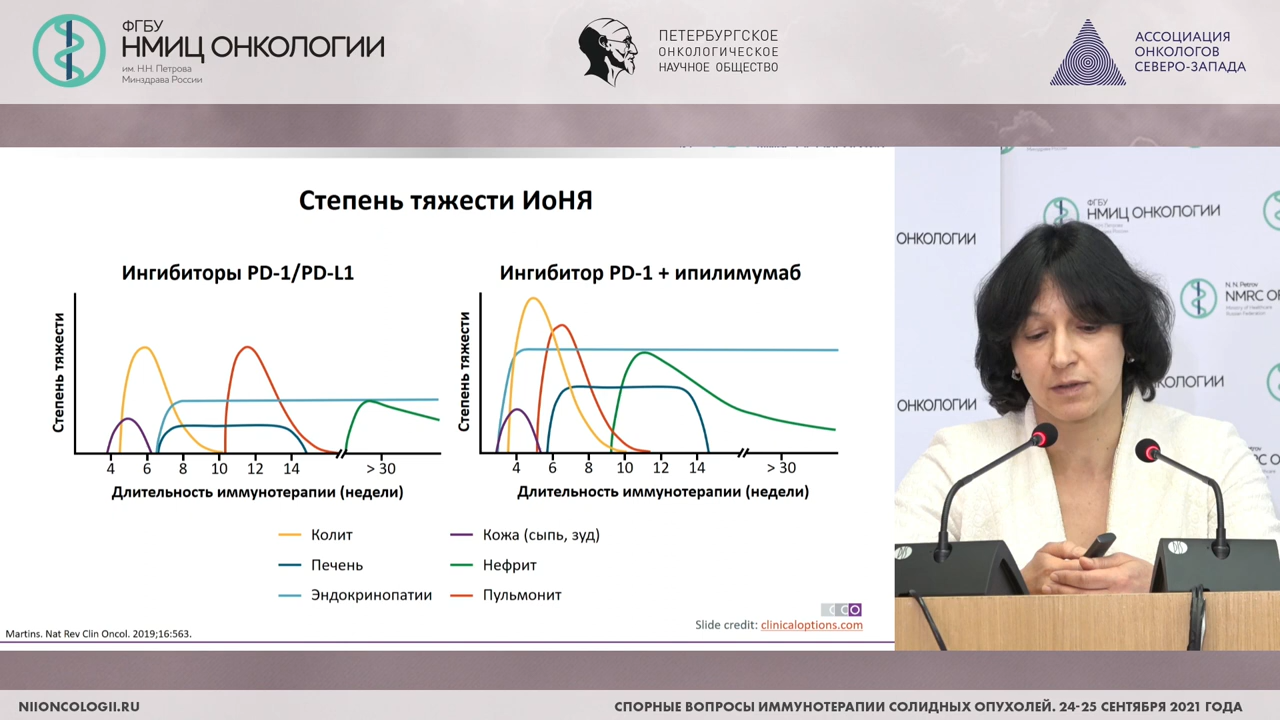 ФГБУ
НМИЦ ОНКОЛОГИИ
им. Н.Н. Петрова
Минздрава России
ПЕТЕРБУРГСКОЕ
ОНКОЛОГИЧЕСКОЕ
НАУЧНОЕ ОБЩЕСТВО
АССОЦИАЦИЯ
ОНКОЛОГОВ
СЕВЕРО-ЗАПАДА
Степень тяжести ИоНЯ
Ингибиторы PD-1/PD-L1
Степень тяжести
4 6 8 10 12 14 > 30
Длительность иммунотерапии (недели)
Ингибитор PD-1 + ипилимумаб
Степень тяжести
4 6 8 10 12 14 > 30
Длительность иммунотерапии (недели)
Колит
Кожа (сыпь, зуд)
Печень
Нефрит
Эндокринопатии
Пульмонит
CCO
Slide credit: clinicaloptions.com
Martins. Nat Rev Clin Oncol. 2019;16:563.
ФГБУ
НМИЦ ОНКОЛОГИИ
ОНКОЛОГИИ
N.N. Petrov
NMRC
ОНКОЛОГИИ
NIIONCOLOGII.RU
СПОРНЫЕ ВОПРОСЫ ИММУНОТЕРАПИИ СОЛИДНЫХ ОПУХОЛЕЙ. 24-25 СЕНТЯБРЯ 2021 ГОДА